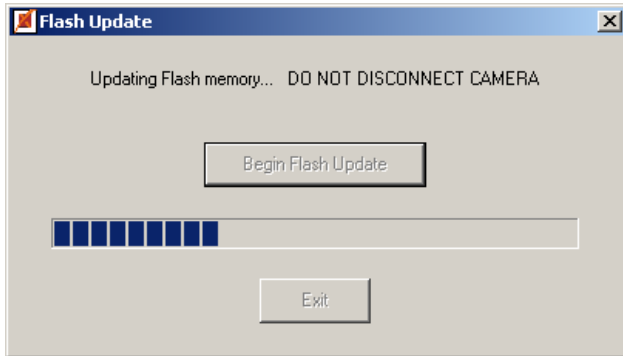 Flash Update
Updating Flash memory... DO NOT DISCONNECT CAMERA
Begin Flash Update
Exit